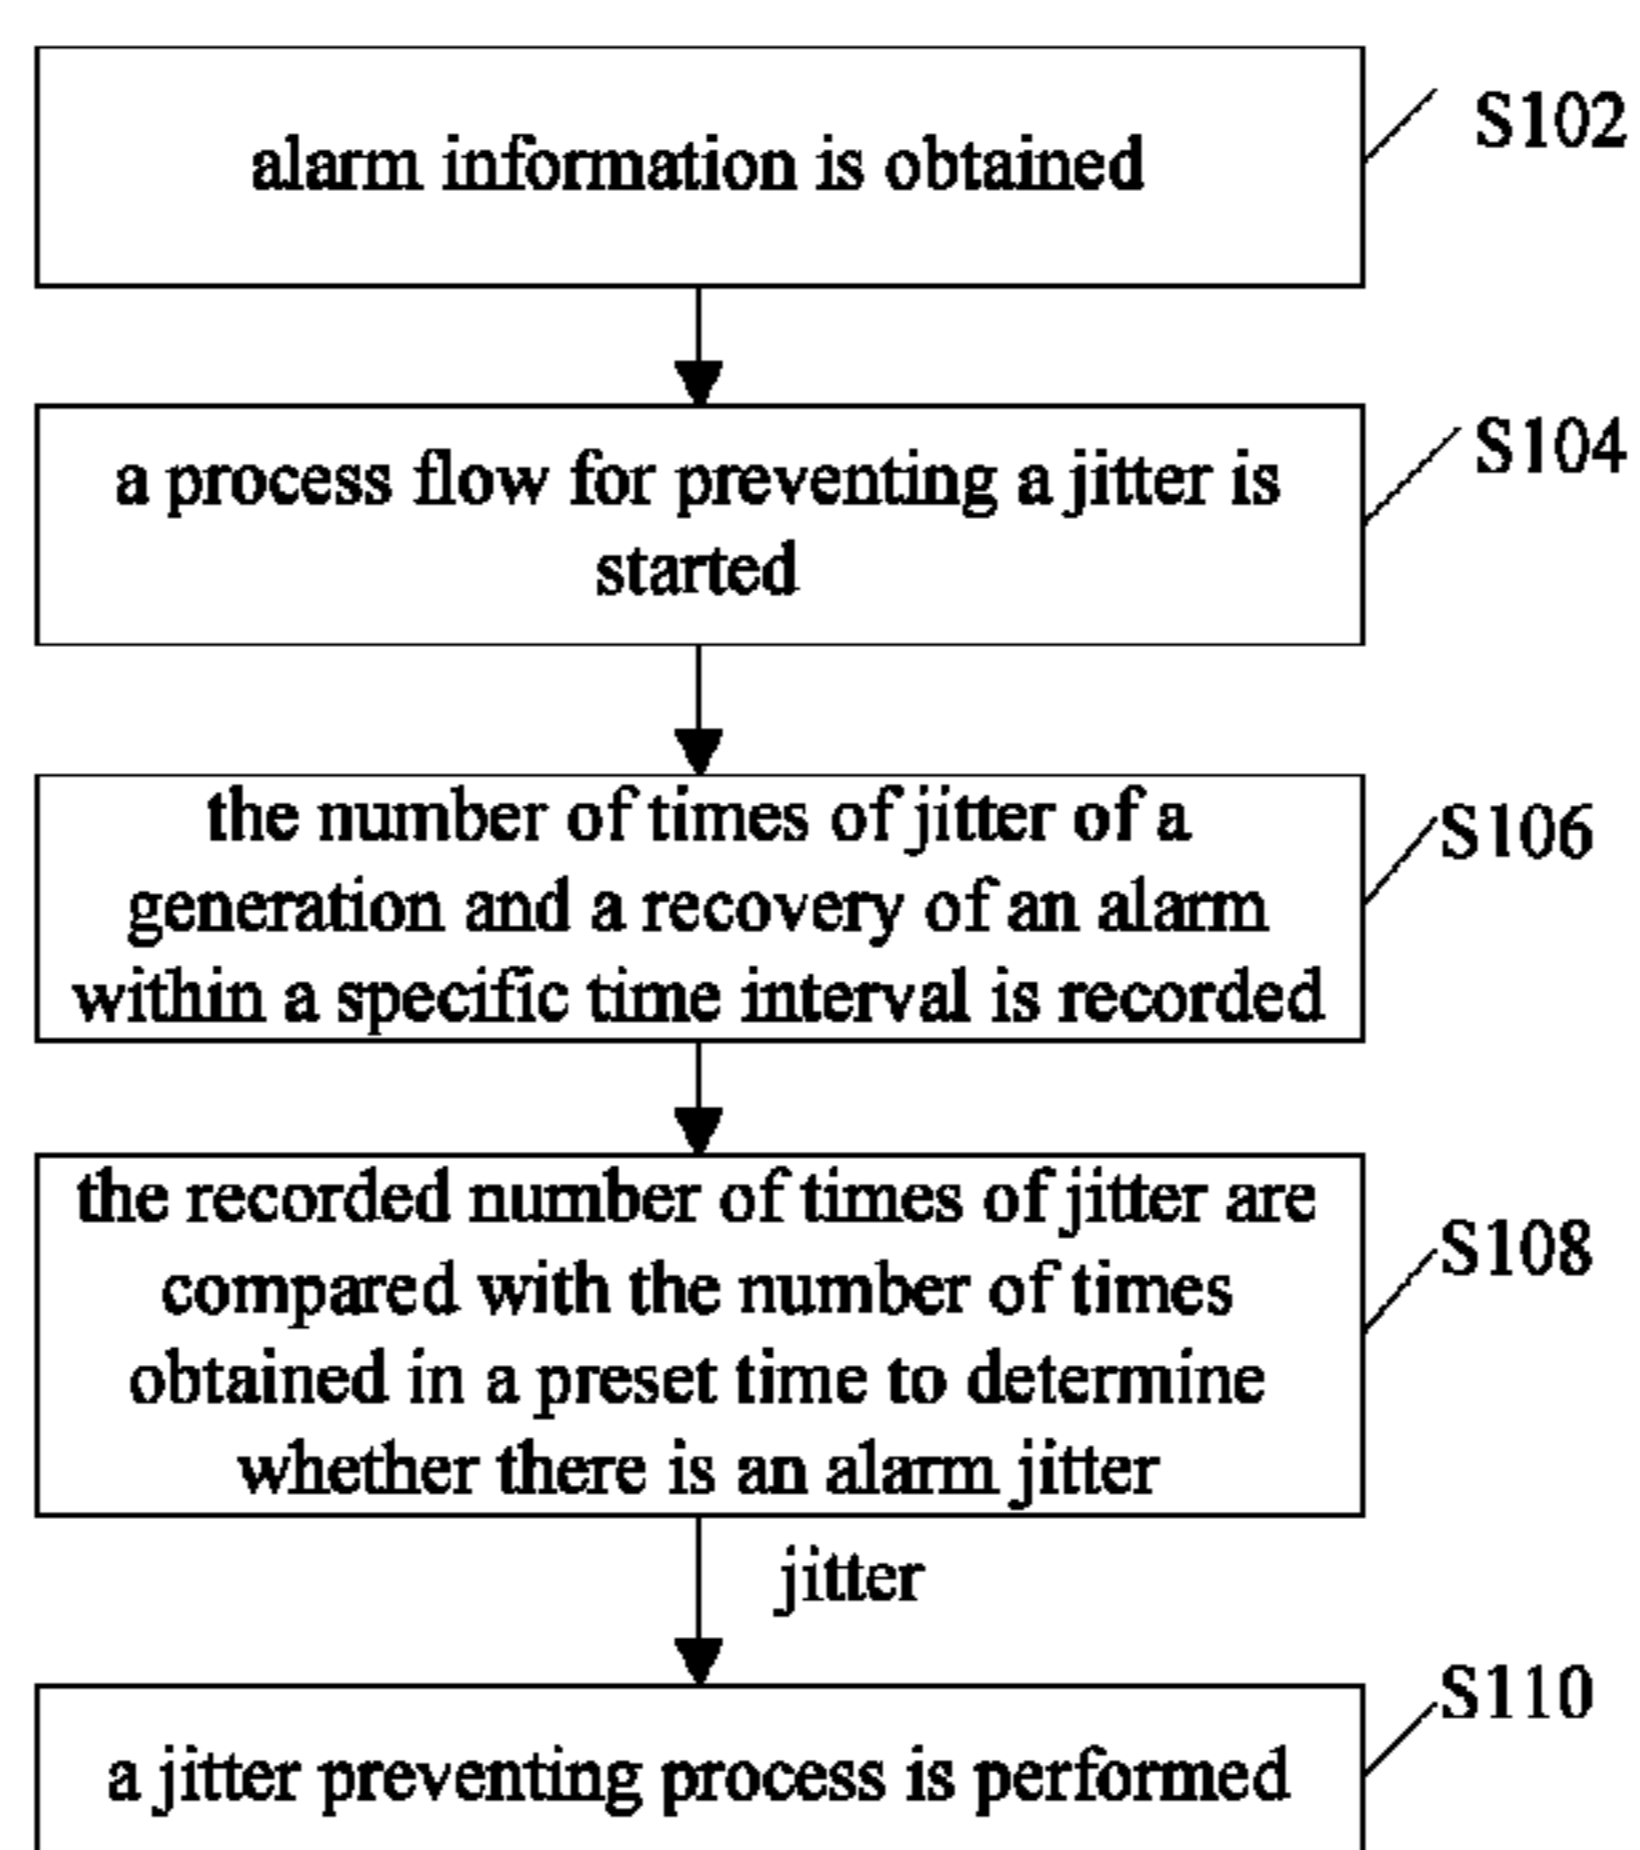 alarm information is obtained
S102
a process flow for preventing a jitter is
started
S104
the number of times of jitter of a
generation and a recovery of an alarm
within a specific time interval is recorded
S106
the recorded number of times of jitter are
compared with the number of times
obtained in a preset time to determine
whether there is an alarm jitter
S108
jitter
a jitter preventing process is performed
S110